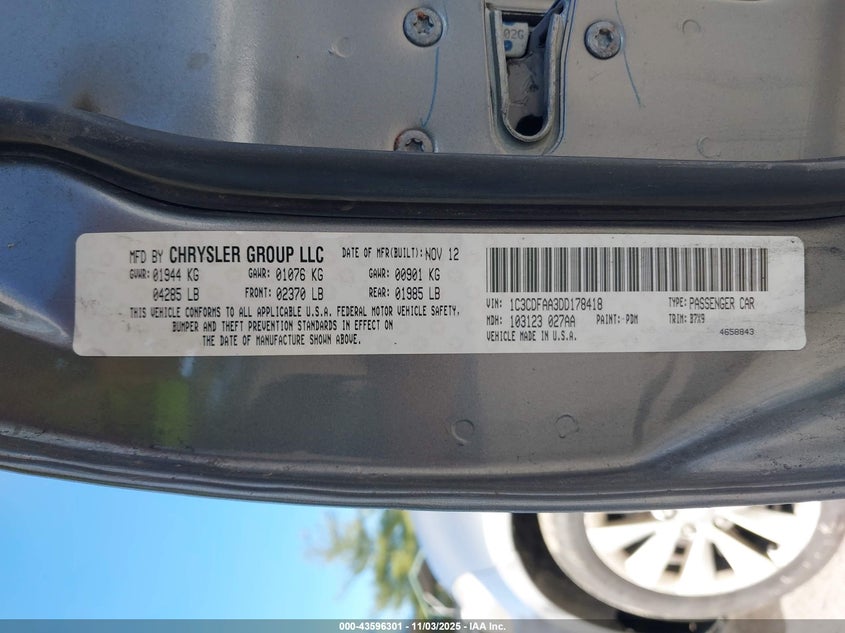 02G
MFD BY CHRYSLER GROUP LLC DATE OF MFR(BUILT): NOV 12
GVWR: 01944 KG GAWR: 01076 KG GAWR: 00901 KG
04285 LB FRONT: 02370 LB REAR: 01985 LB
THIS VEHICLE CONFORMS TO ALL APPLICABLE U.S.A. FEDERAL MOTOR VEHICLE SAFETY,
BUMPER AND THEFT PREVENTION STANDARDS IN EFFECT ON
THE DATE OF MANUFACTURE SHOWN ABOVE.
VIN: 1C3CDFAA3DD178418 TYPE: PASSENGER CAR
MDH: 103123 027AA PAINT: PDM TRIM: B7X9
VEHICLE MADE IN U.S.A. 4658843
000-43596301 - 11/03/2025 - IAA Inc.